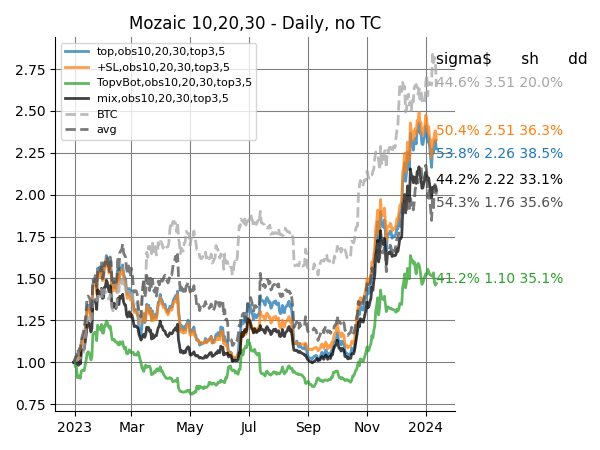 Mozaic 10,20,30 - Daily, no TC
top,obs10,20,30,top3,5
+SL,obs10,20,30,top3,5
TopvBot,obs10,20,30,top3,5
mix,obs10,20,30,top3,5
BTC
avg
sigma$ sh dd
44.6% 3.51 20.0%
50.4% 2.51 36.3%
53.8% 2.26 38.5%
44.2% 2.22 33.1%
54.3% 1.76 35.6%
41.2% 1.10 35.1%
2.75
2.50
2.25
2.00
1.75
1.50
1.25
1.00
0.75
2023 Mar May Jul Sep Nov 2024